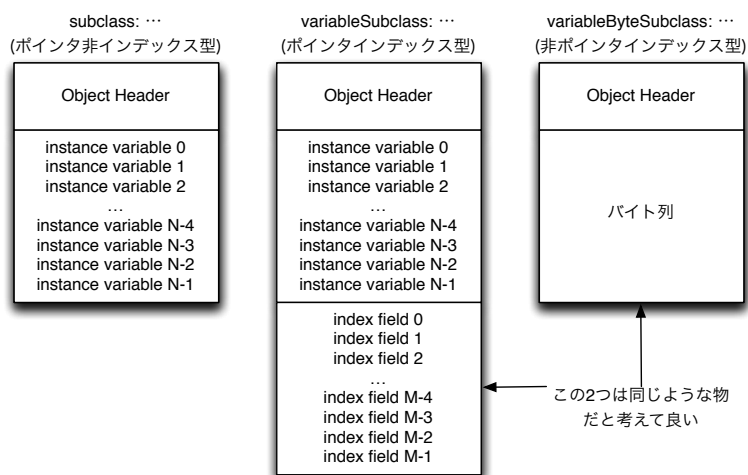 subclass: …
(ポインタ非インデックス型)
Object Header
instance variable 0
instance variable 1
instance variable 2
…
instance variable N-4
instance variable N-3
instance variable N-2
instance variable N-1
variableSubclass: …
(ポインタインデックス型)
Object Header
instance variable 0
instance variable 1
instance variable 2
…
instance variable N-4
instance variable N-3
instance variable N-2
instance variable N-1
index field 0
index field 1
index field 2
…
index field M-4
index field M-3
index field M-2
index field M-1
variableByteSubclass: …
(非ポインタインデックス型)
Object Header
バイト列
この2つは同じような物
だと考えて良い